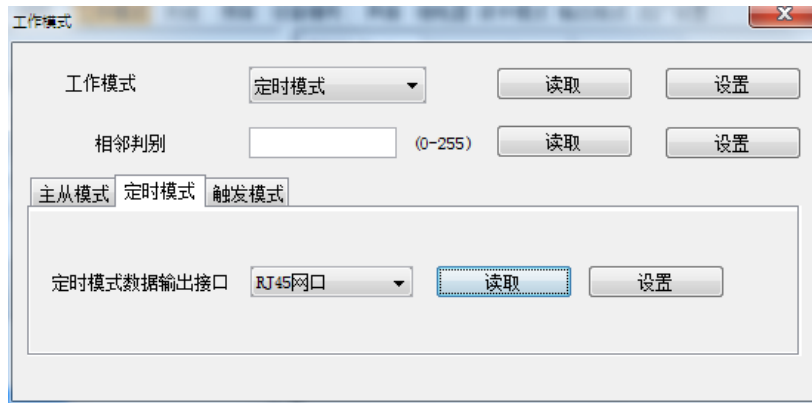 工作模式
工作模式 定时模式 读取 设置
相邻判别 (0-255) 读取 设置
主从模式 定时模式 触发模式
定时模式数据输出接口 RJ45网口 读取 设置